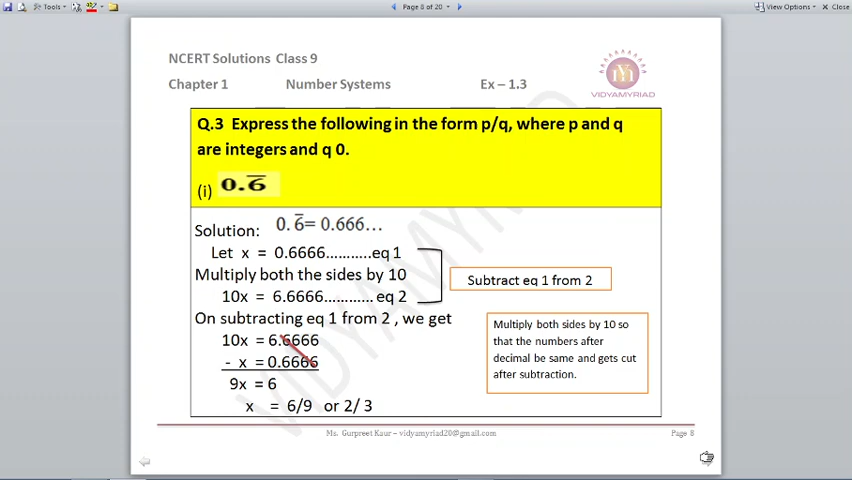 Tools
Page 8 of 20
View Options
Close
NCERT Solutions Class 9
Chapter 1 Number Systems Ex – 1.3
VIDYAMYRIAD
Q.3 Express the following in the form p/q, where p and q
are integers and q 0.
(i) 0.6̅
Solution: 0.6̅= 0.666...
Let x = 0.6666...........eq 1
Multiply both the sides by 10
10x = 6.6666............ eq 2
Subtract eq 1 from 2
On subtracting eq 1 from 2 , we get
10x = 6.6666
- x = 0.6666
9x = 6
x = 6/9 or 2/ 3
Multiply both sides by 10 so
that the numbers after
decimal be same and gets cut
after subtraction.
VIDYAMYRIAD
Ms. Gurpreet Kaur – vidyamyriad20@gmail.com
Page 8